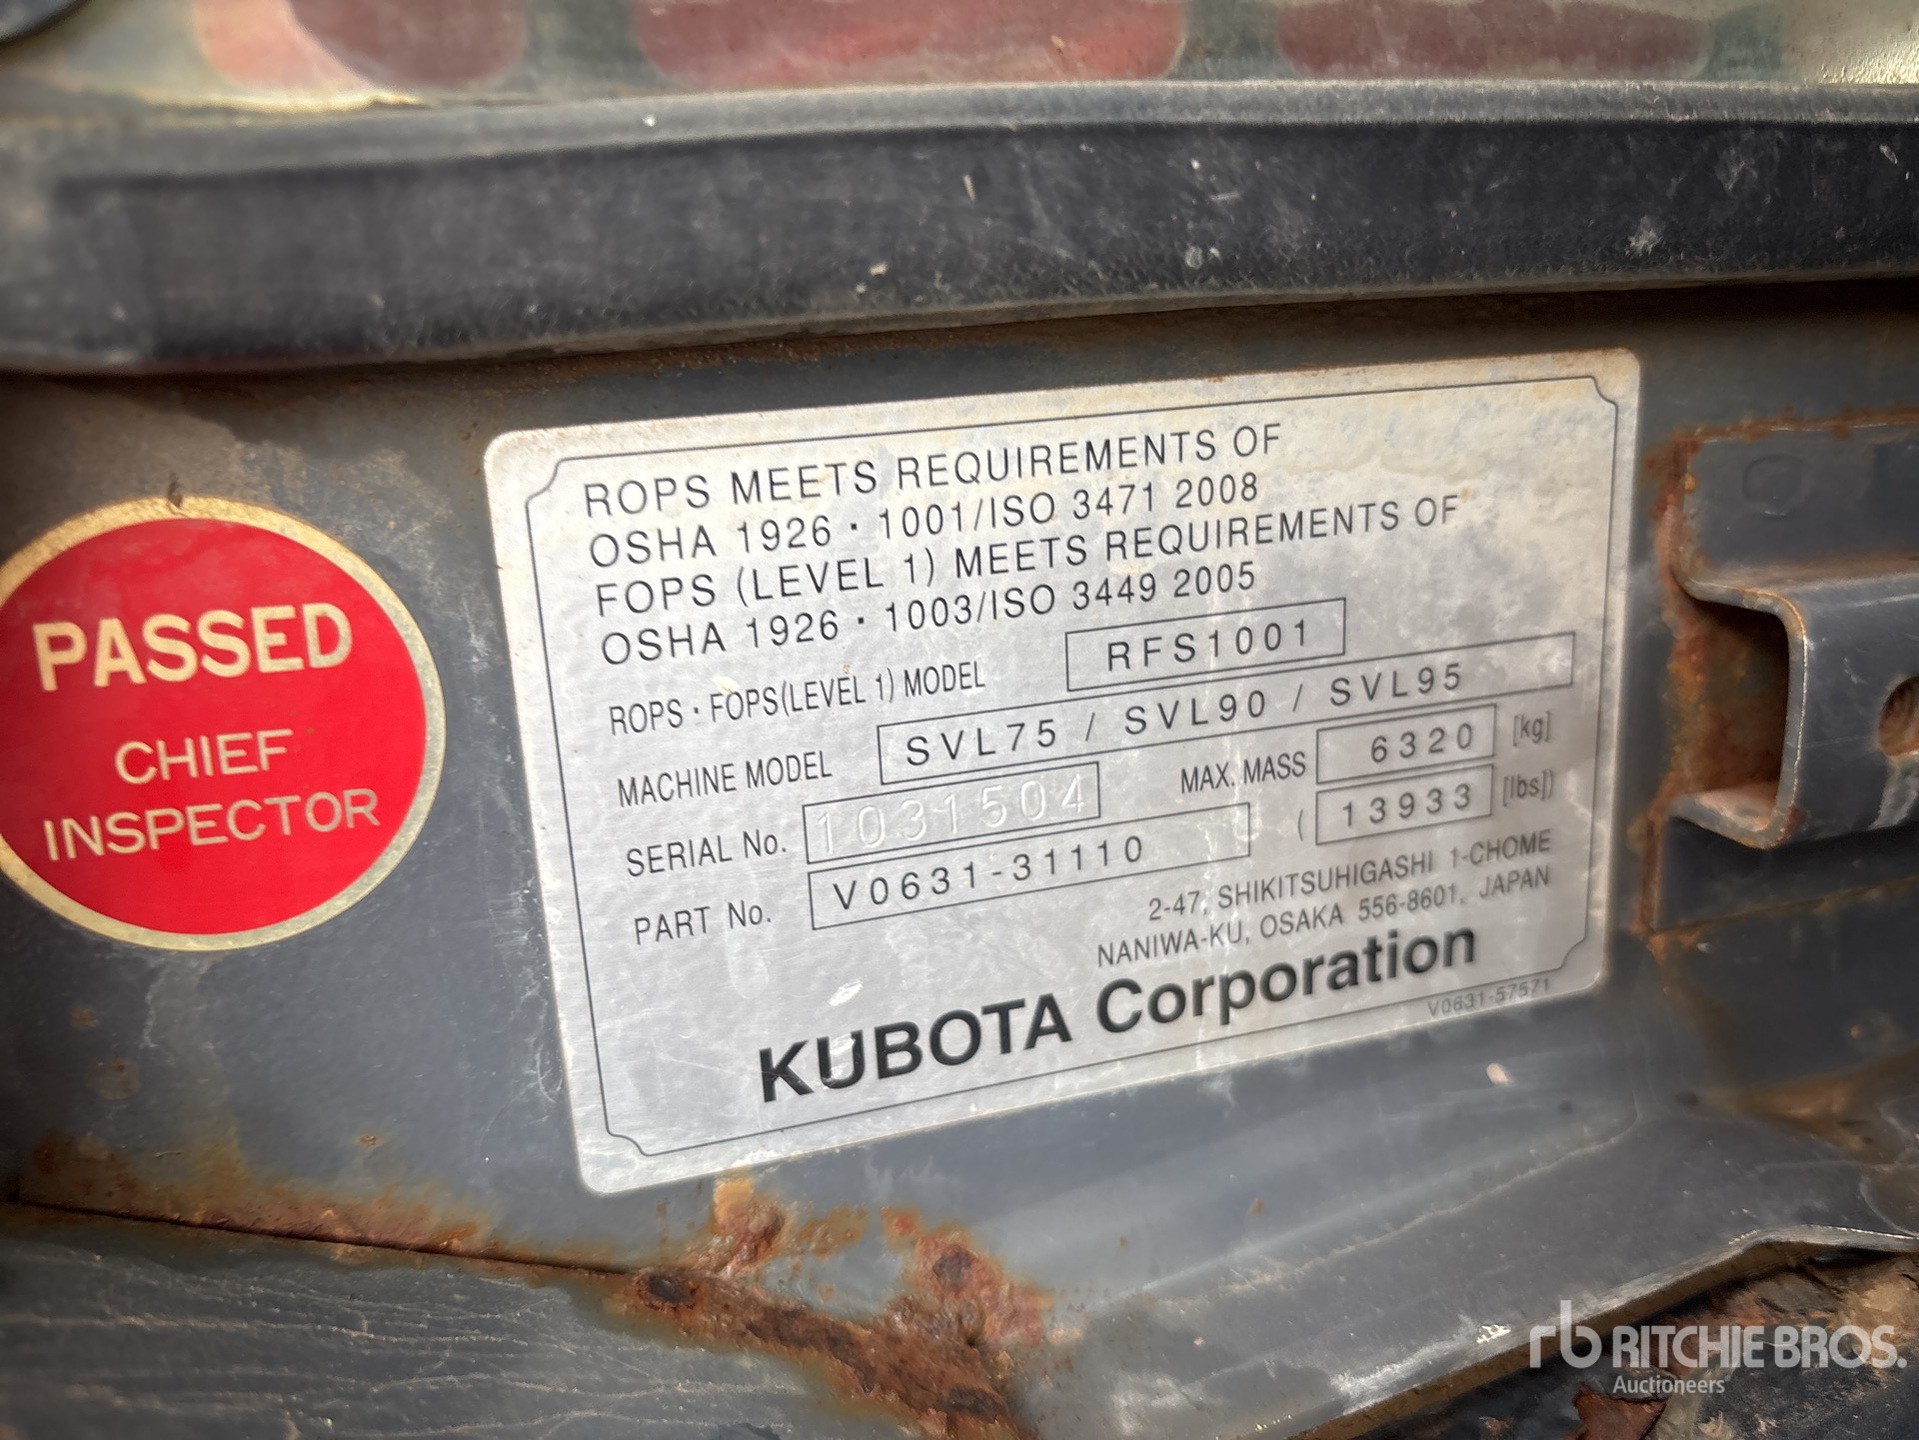 PASSED
CHIEF
INSPECTOR
ROPS MEETS REQUIREMENTS OF
OSHA 1926・1001/ISO 3471 2008
FOPS (LEVEL 1) MEETS REQUIREMENTS OF
OSHA 1926・1003/ISO 3449 2005
ROPS・FOPS(LEVEL 1) MODEL RFS1001
MACHINE MODEL SVL75 / SVL90 / SVL95
SERIAL No. 1031504 MAX. MASS 6320 [kg]
PART No. V0631-31110 ( 13933 [lbs])
2-47, SHIKITSUHIGASHI 1-CHOME
NANIWA-KU, OSAKA 556-8601, JAPAN
KUBOTA Corporation
V0631-57571
rb RITCHIE BROS.
Auctioneers